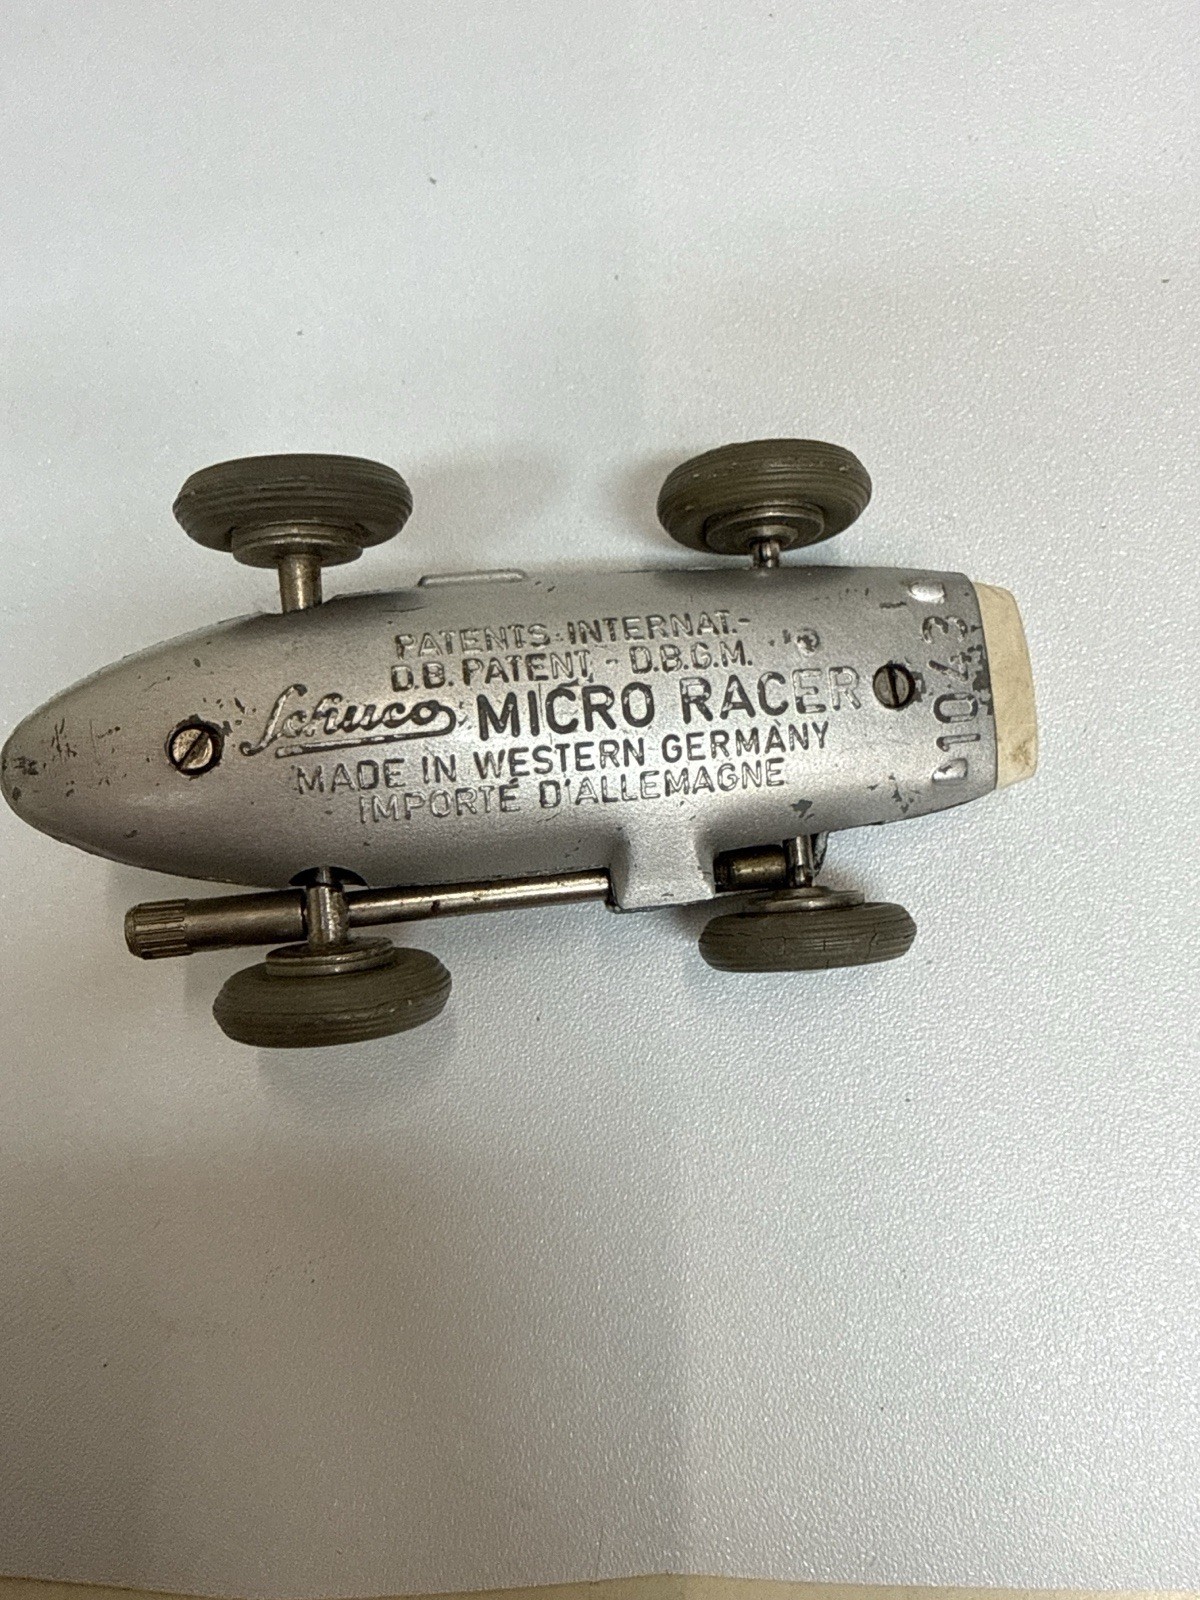 PATENTS-INTERNAT.-
D.B. PATENT, - D.B.G.M.
Schuco MICRO RACER
MADE IN WESTERN GERMANY
IMPORTÉ D'ALLEMAGNE
1043